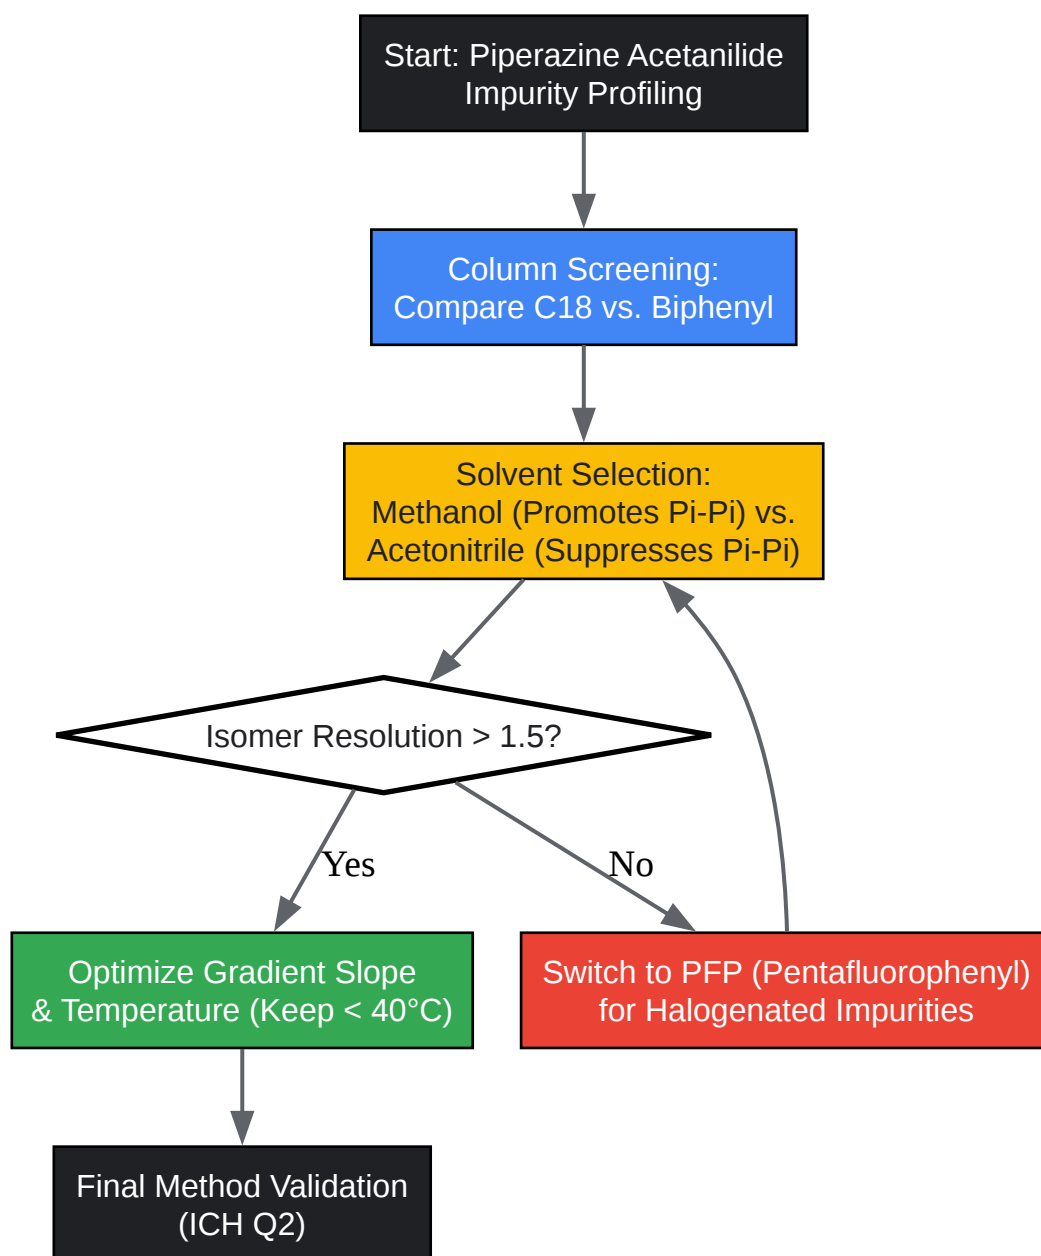 Start: Piperazine Acetanilide
Impurity Profiling
Column Screening:
Compare C18 vs. Biphenyl
Solvent Selection:
Methanol (Promotes Pi-Pi) vs.
Acetonitrile (Suppresses Pi-Pi)
Isomer Resolution > 1.5?
Yes
No
Optimize Gradient Slope
& Temperature (Keep < 40°C)
Switch to PFP (Pentafluorophenyl)
for Halogenated Impurities
Final Method Validation
(ICH Q2)